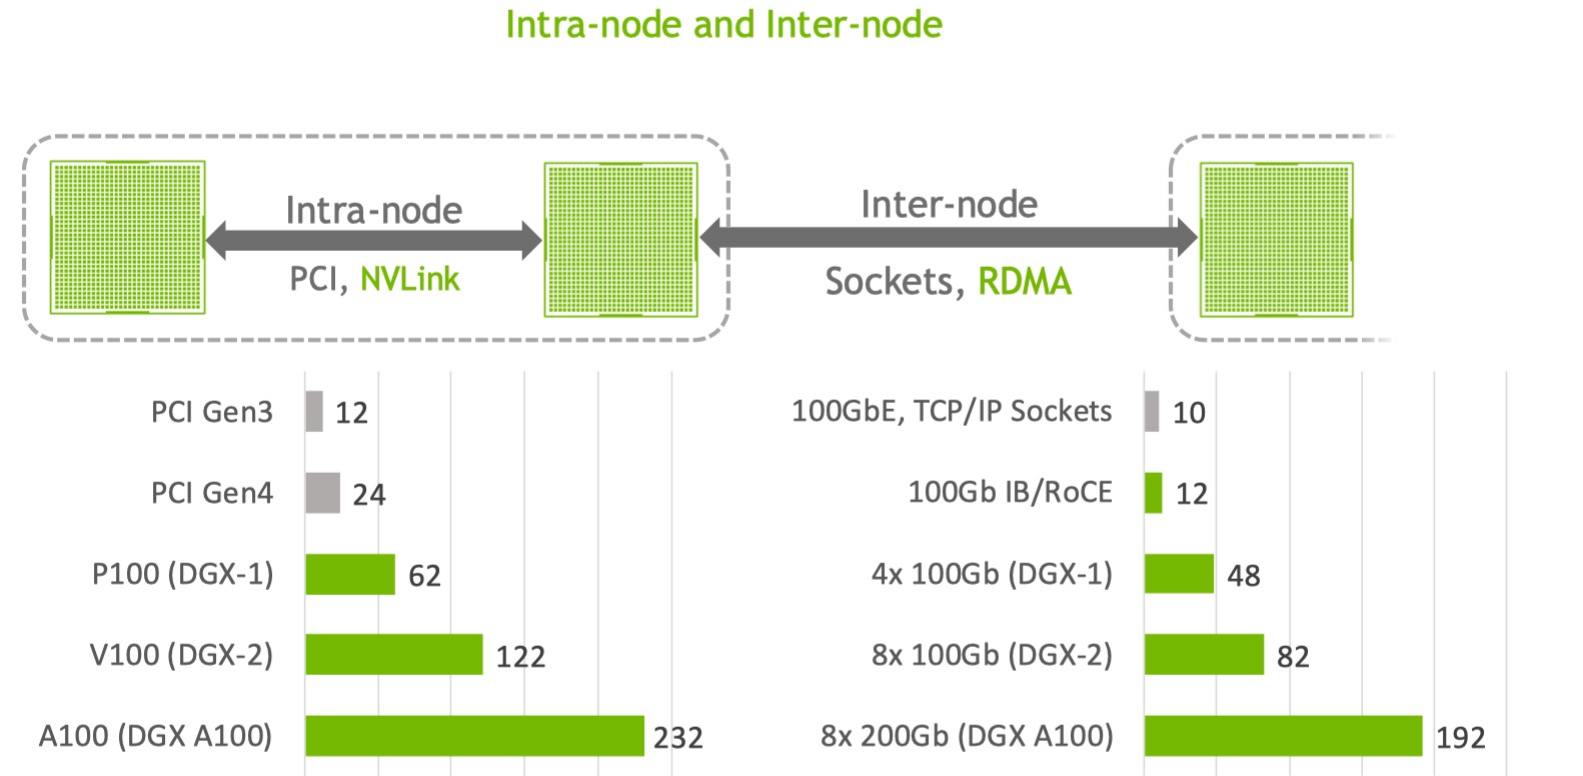 Intra-node and Inter-node
Intra-node
PCI, NVLink
Inter-node
Sockets, RDMA
PCI Gen3 12
PCI Gen4 24
P100 (DGX-1) 62
V100 (DGX-2) 122
A100 (DGX A100) 232
100GbE, TCP/IP Sockets 10
100Gb IB/RoCE 12
4x 100Gb (DGX-1) 48
8x 100Gb (DGX-2) 82
8x 200Gb (DGX A100) 192